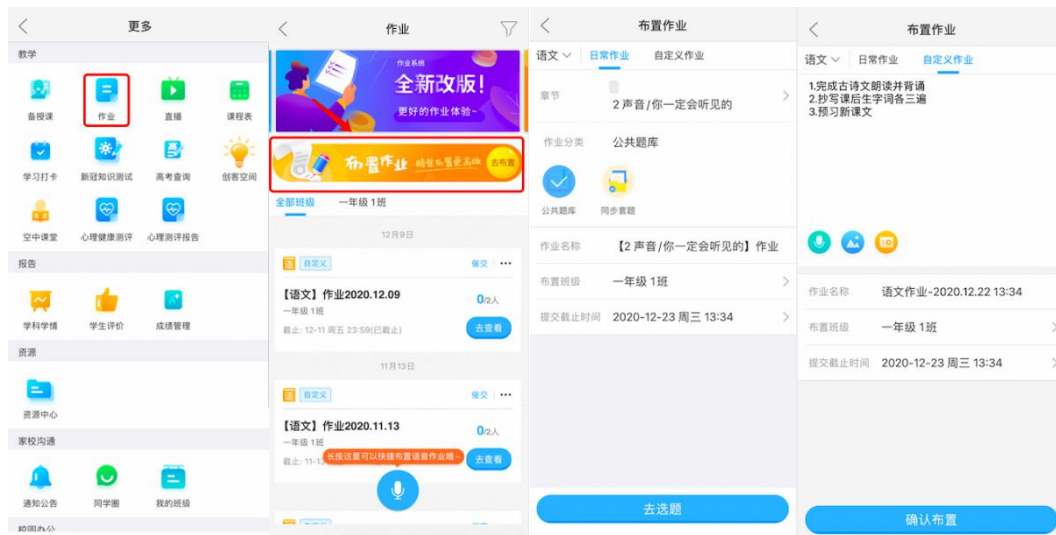 更多
教学
备授课
作业
直播
课程表
学习打卡
新冠知识测试
高考查询
创客空间
空中课堂
心理健康测评
心理测评报告
报告
学科学情
学生评价
成绩管理
资源
资源中心
家校沟通
通知公告
同学圈
我的班级
校园办公
作业
作业系统
全新改版!
更好的作业体验~
布置作业
去布置
全部班级 一年级 1班
12月9日
语 自定义 催交
【语文】作业2020.12.09
0/2人
一年级 1班
截止: 12-11 周五 23:59(已截止)
去查看
11月13日
语 自定义 催交
【语文】作业2020.11.13
0/2人
一年级 1班
长按这里可以快捷布置语音作业哦~
截止: 11-1
去查看
布置作业
语文 日常作业 自定义作业
章节
2 声音/你一定会听见的
作业分类 公共题库
公共题库 同步套题
作业名称 【2 声音/你一定会听见的】作业
布置班级 一年级 1班
提交截止时间 2020-12-23 周三 13:34
去选题
布置作业
语文 日常作业 自定义作业
1.完成古诗文朗读并背诵
2.抄写课后生字词各三遍
3.预习新课文
作业名称 语文作业-2020.12.22 13:34
布置班级 一年级 1班
提交截止时间 2020-12-23 周三 13:34
确认布置